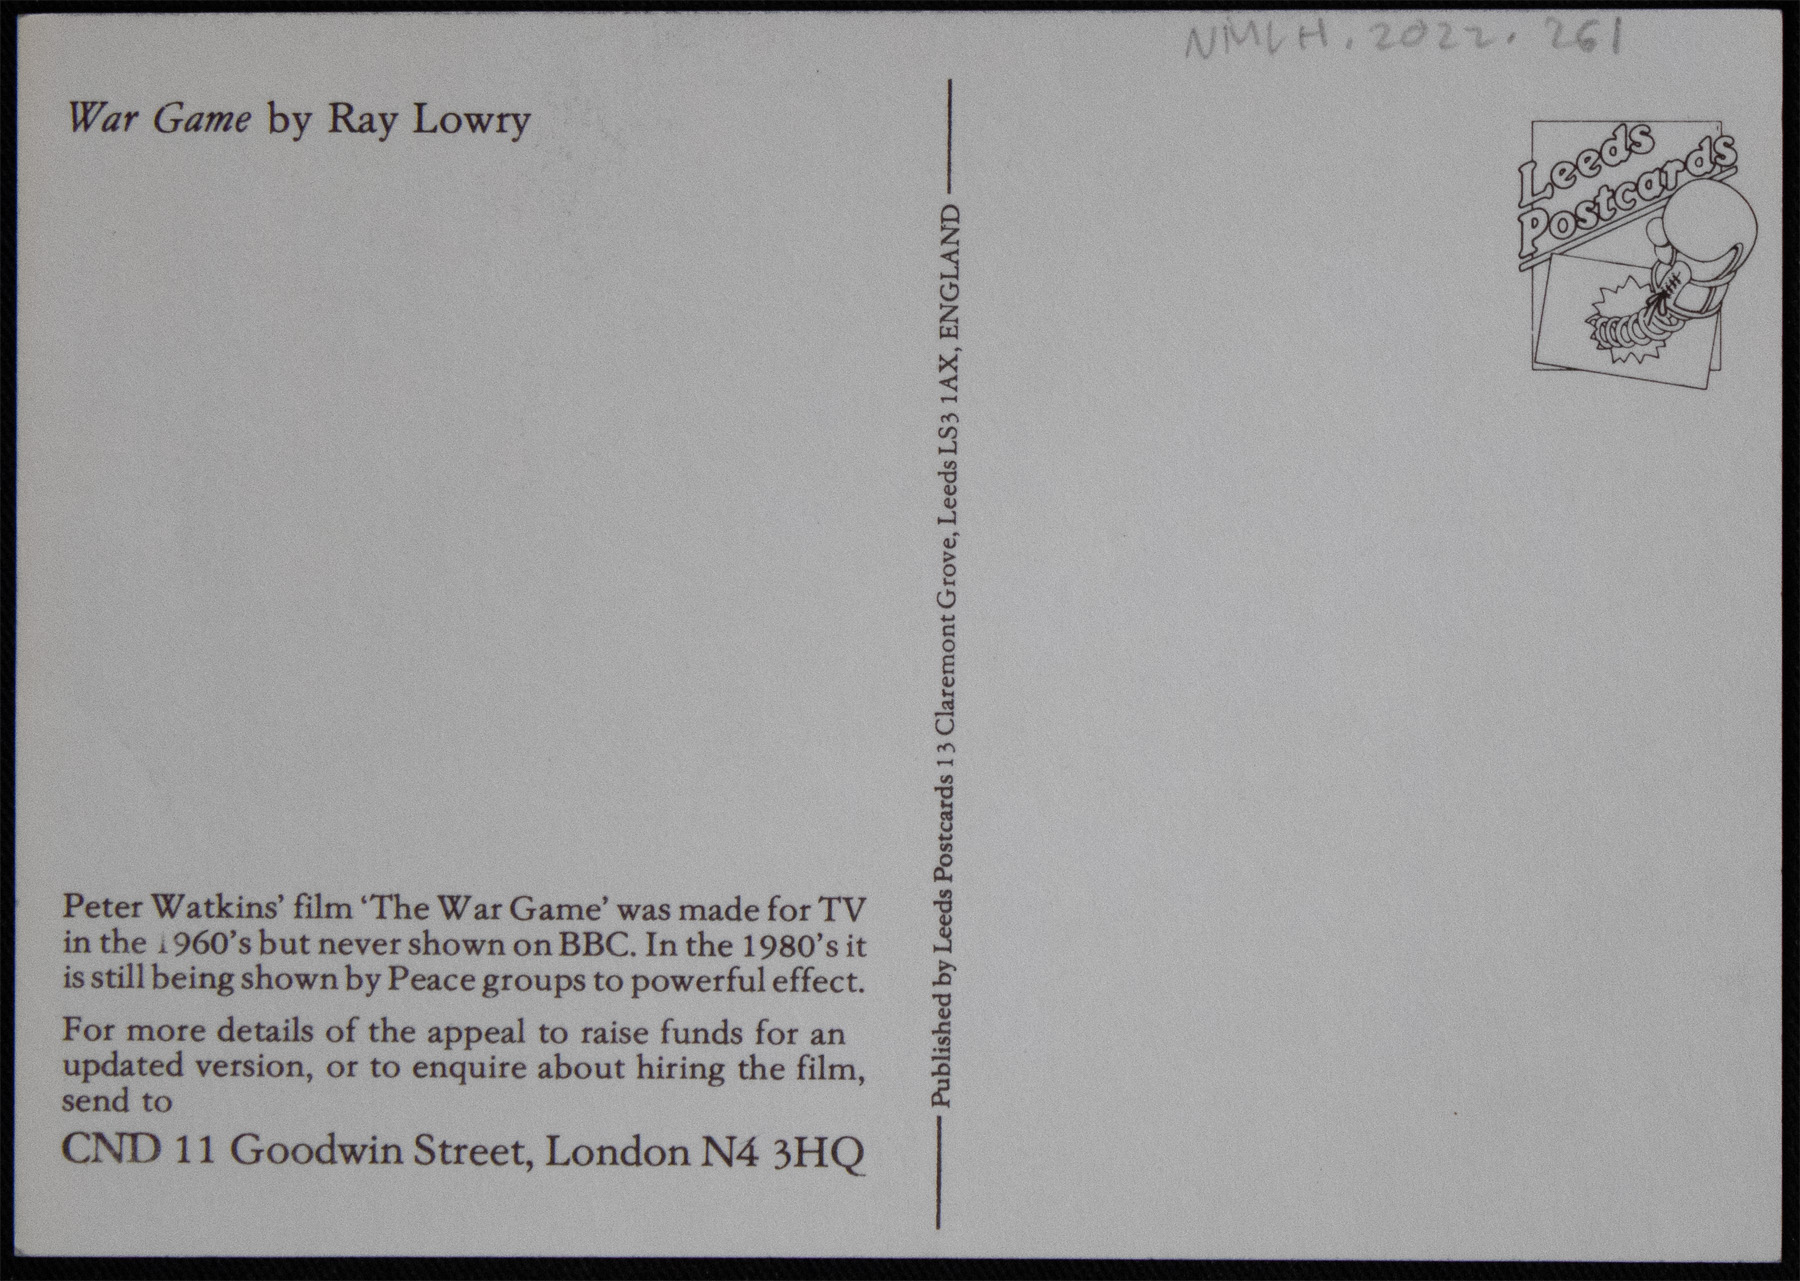 NMLH.2022.261
War Game by Ray Lowry
Leeds
Postcards
Published by Leeds Postcards 13 Claremont Grove, Leeds LS3 1AX, ENGLAND
Peter Watkins’ film ‘The War Game’ was made for TV
in the 1960’s but never shown on BBC. In the 1980’s it
is still being shown by Peace groups to powerful effect.
For more details of the appeal to raise funds for an
updated version, or to enquire about hiring the film,
send to
CND 11 Goodwin Street, London N4 3HQ